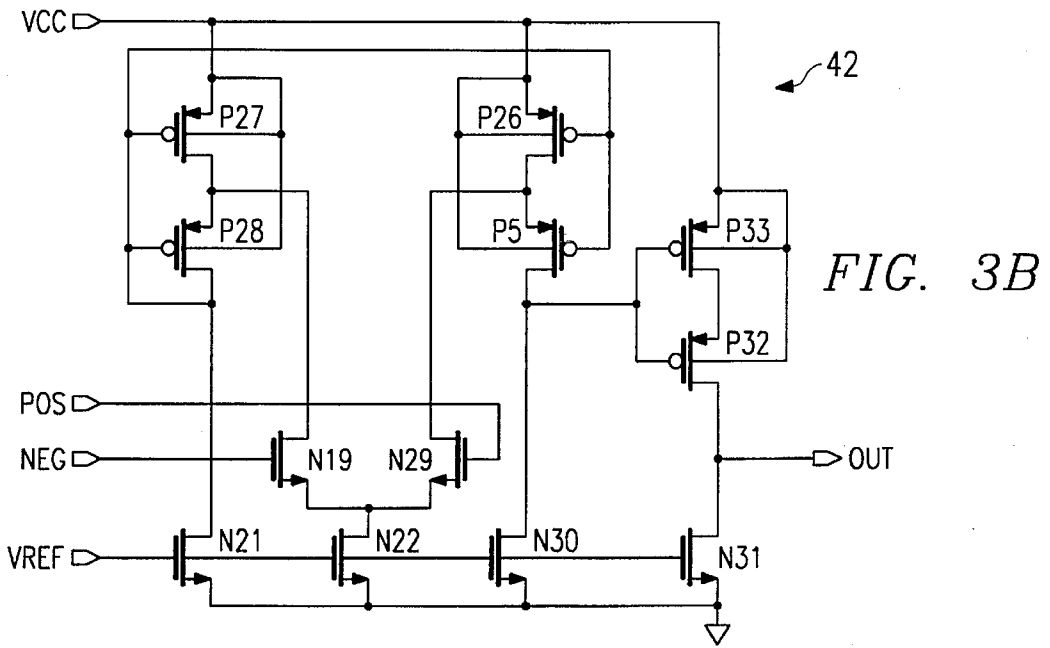 VCC
42
P27
P26
P28
P5
P33
FIG. 3B
P32
POS
NEG
N19
N29
OUT
VREF
N21
N22
N30
N31